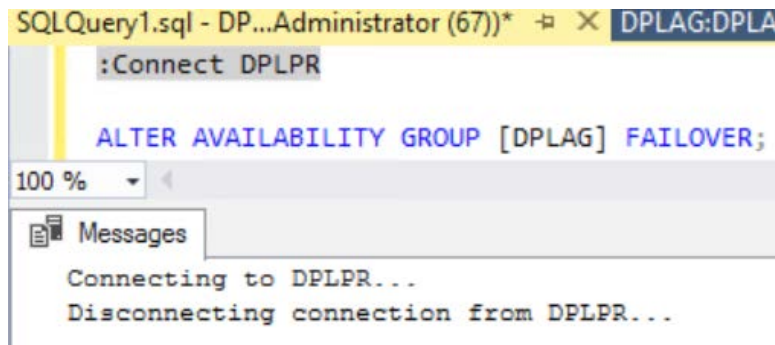 SQLQuery1.sql - DP...Administrator (67))* DPLAG:DPLA
:Connect DPLPR
ALTER AVAILABILITY GROUP [DPLAG] FAILOVER;
100 %
Messages
Connecting to DPLPR...
Disconnecting connection from DPLPR...